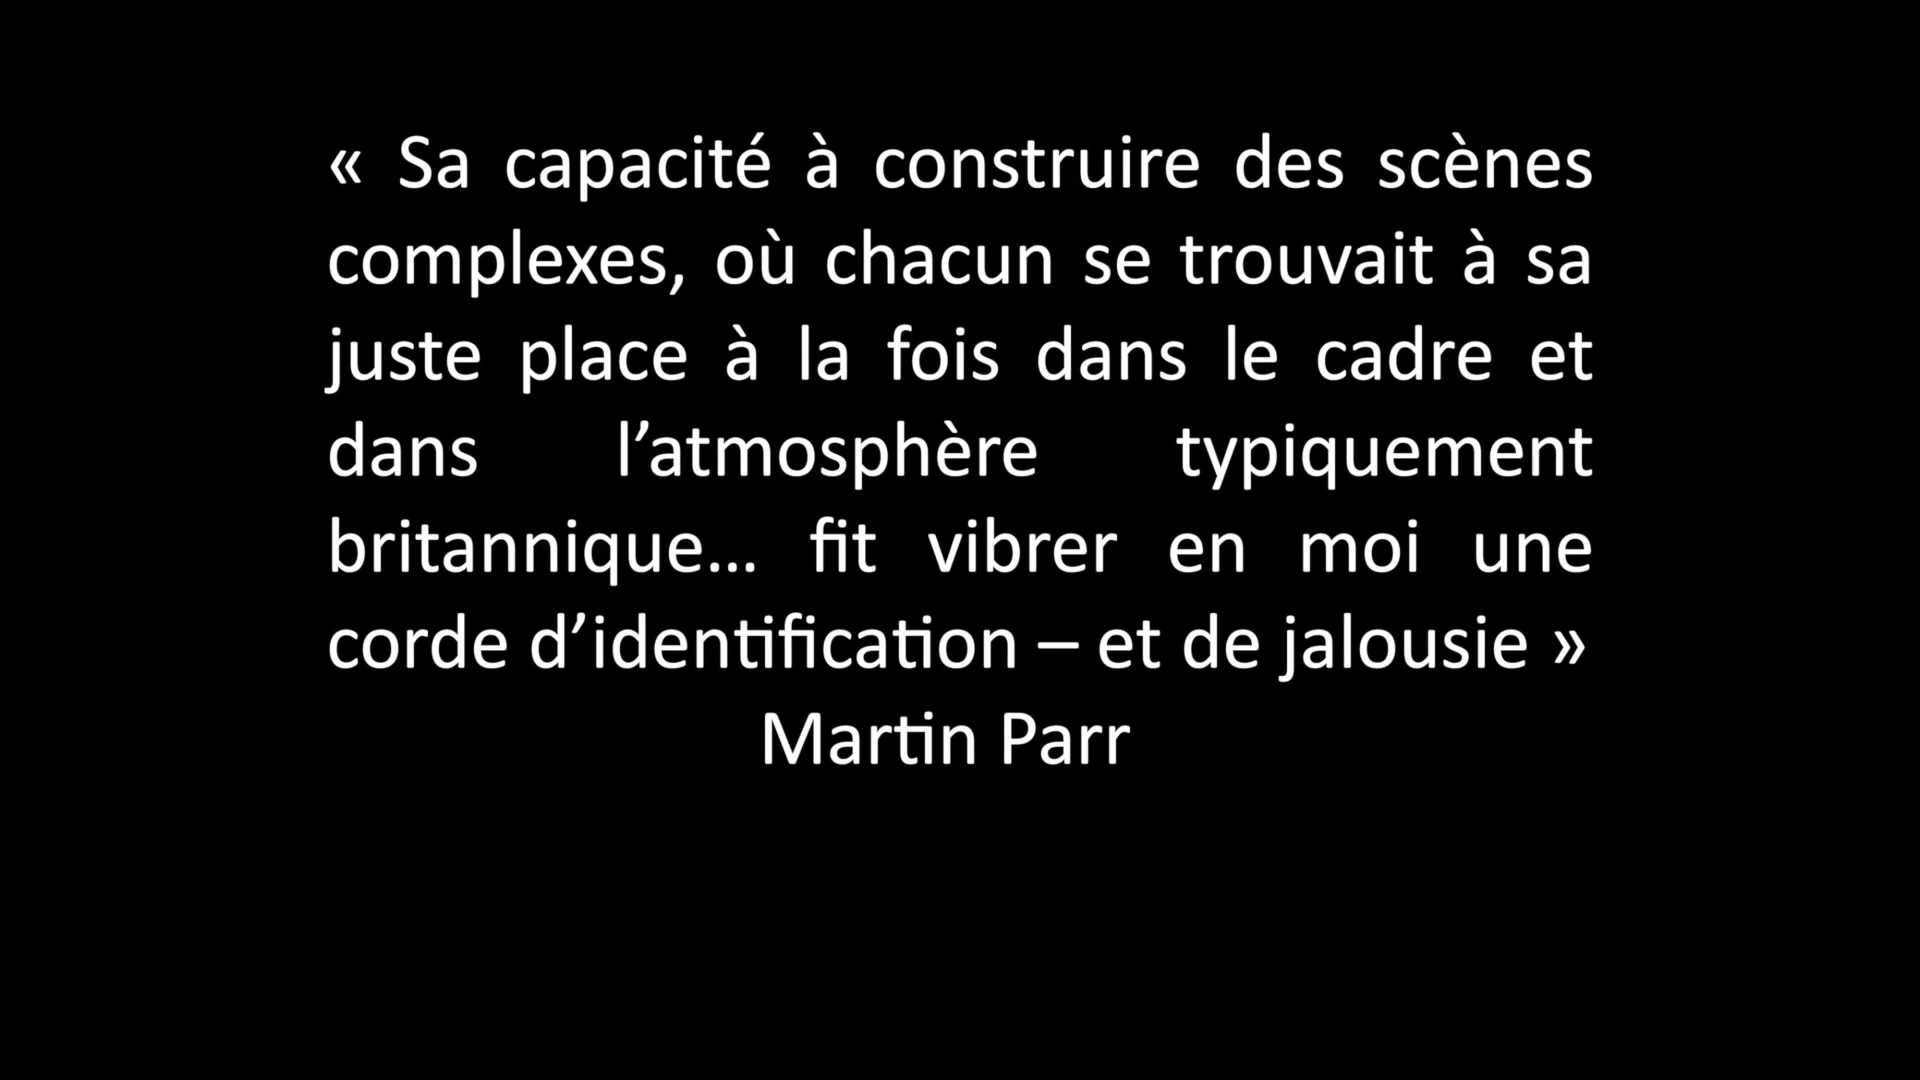 « Sa capacité à construire des scènes
complexes, où chacun se trouvait à sa
juste place à la fois dans le cadre et
dans l’atmosphère typiquement
britannique... fit vibrer en moi une
corde d’identification – et de jalousie »
Martin Parr